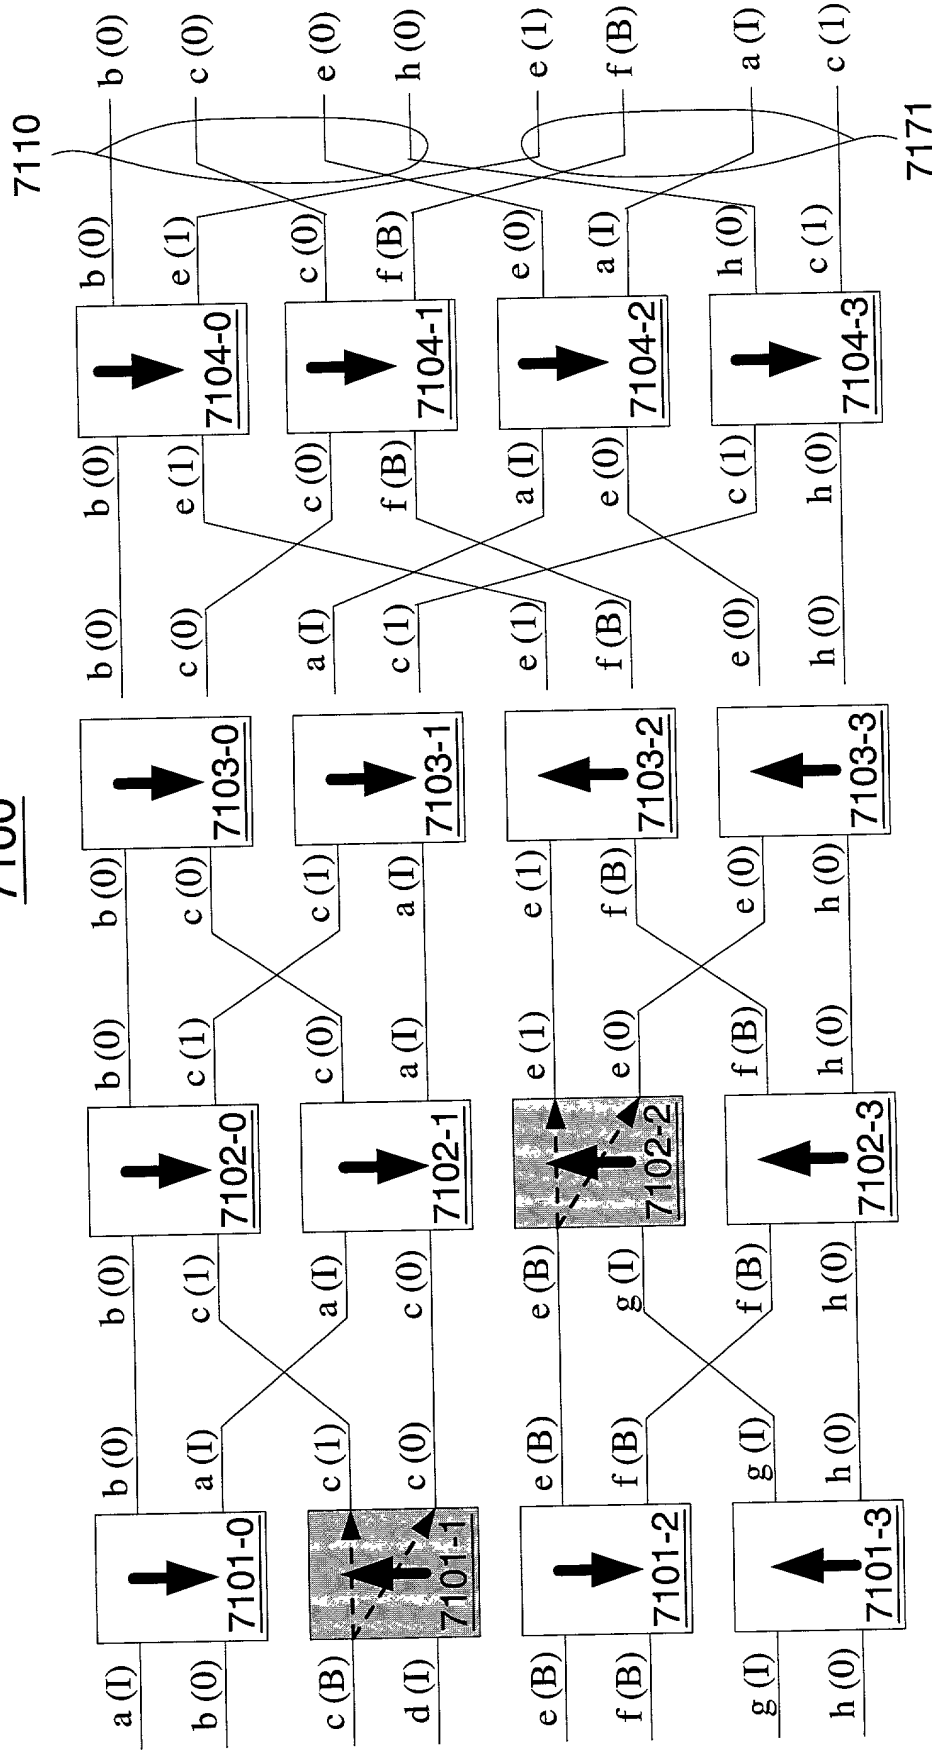 7100
a (I)
b (0)
c (B)
d (I)
e (B)
f (B)
g (I)
h (0)
7101-0
7101-1
7101-2
7101-3
b (0)
a (I)
c (1)
c (0)
e (B)
f (B)
g (I)
h (0)
b (0)
c (1)
a (I)
c (0)
e (B)
g (I)
f (B)
h (0)
7102-0
7102-1
7102-2
7102-3
b (0)
c (1)
c (0)
a (I)
e (1)
e (0)
f (B)
h (0)
b (0)
c (0)
c (1)
a (I)
e (1)
f (B)
e (0)
h (0)
7103-0
7103-1
7103-2
7103-3
b (0)
c (0)
a (I)
c (1)
e (1)
f (B)
e (0)
h (0)
b (0)
e (1)
c (0)
f (B)
a (I)
e (0)
c (1)
h (0)
7104-0
7104-1
7104-2
7104-3
b (0)
e (1)
c (0)
f (B)
e (0)
a (I)
h (0)
c (1)
7110
b (0)
c (0)
e (0)
h (0)
e (1)
f (B)
a (I)
c (1)
7171